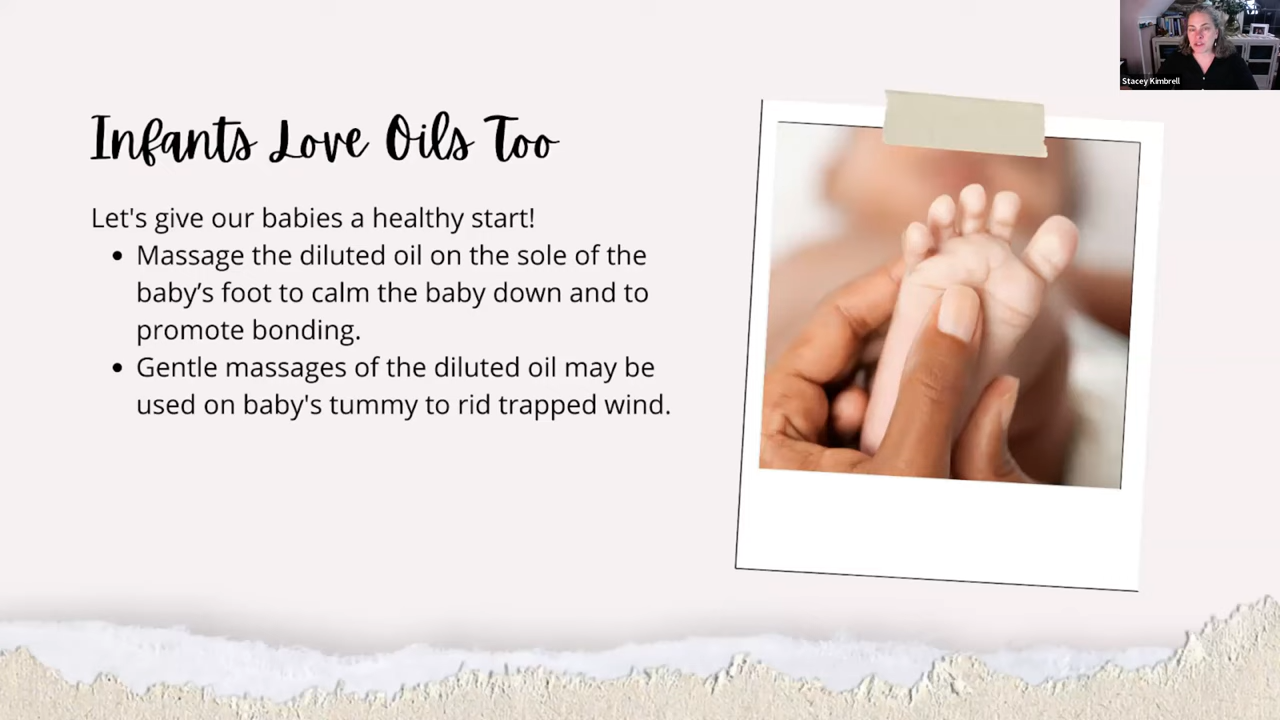 Infants Love Oils Too
Let's give our babies a healthy start!
• Massage the diluted oil on the sole of the
baby’s foot to calm the baby down and to
promote bonding.
• Gentle massages of the diluted oil may be
used on baby's tummy to rid trapped wind.
Stacey Kimbrell